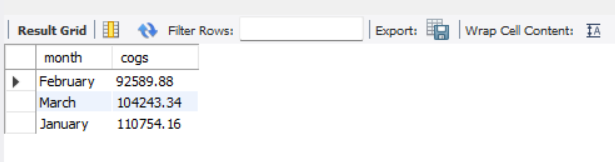 Result Grid Filter Rows: Export: Wrap Cell Content: IA
month cogs
February 92589.88
March 104243.34
January 110754.16